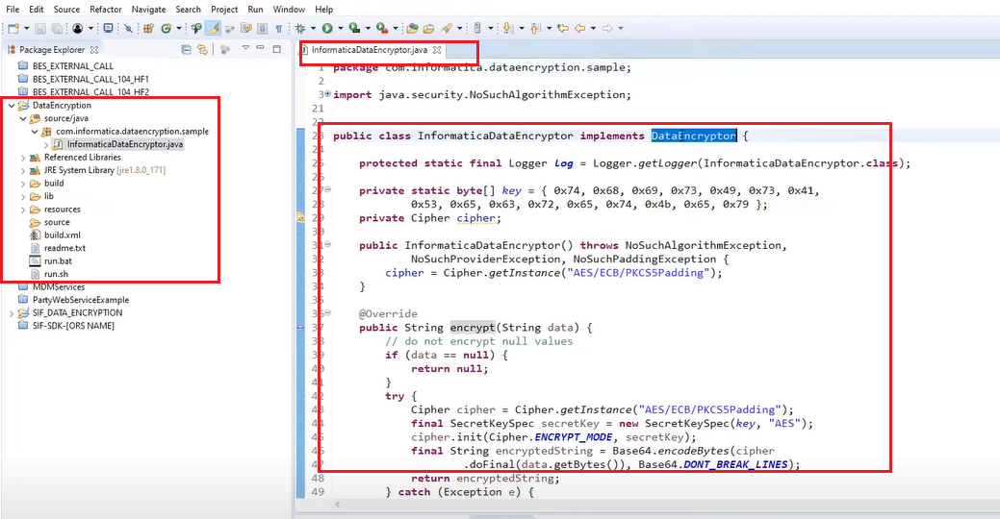 File Edit Source Refactor Navigate Search Project Run Window Help
Package Explorer
BES_EXTERNAL_CALL
BES_EXTERNAL_CALL_104_HF1
BES_EXTERNAL_CALL_104_HF2
DataEncryption
source/java
com.informatica.dataencryption.sample
InformaticaDataEncryptor.java
Referenced Libraries
JRE System Library [jre1.8.0_171]
build
lib
resources
source
build.xml
readme.txt
run.bat
run.sh
MDMServices
PartyWebServiceExample
SIF_DATA_ENCRYPTION
SIF-SDK-[ORS NAME]
InformaticaDataEncryptor.java
1 package com.informatica.dataencryption.sample;
2
3 import java.security.NoSuchAlgorithmException;
21
22
23 public class InformaticaDataEncryptor implements DataEncryptor {
24
25 protected static final Logger log = Logger.getLogger(InformaticaDataEncryptor.class);
26
27 private static byte[] key = { 0x74, 0x68, 0x69, 0x73, 0x49, 0x73, 0x41,
28 0x53, 0x65, 0x63, 0x72, 0x65, 0x74, 0x4b, 0x65, 0x79 };
29 private Cipher cipher;
30
31 public InformaticaDataEncryptor() throws NoSuchAlgorithmException,
32 NoSuchProviderException, NoSuchPaddingException {
33 cipher = Cipher.getInstance("AES/ECB/PKCS5Padding");
34 }
35
36 @Override
37 public String encrypt(String data) {
38 // do not encrypt null values
39 if (data == null) {
40 return null;
41 }
42 try {
43 Cipher cipher = Cipher.getInstance("AES/ECB/PKCS5Padding");
44 final SecretKeySpec secretKey = new SecretKeySpec(key, "AES");
45 cipher.init(Cipher.ENCRYPT_MODE, secretKey);
46 final String encryptedString = Base64.encodeBytes(cipher
47 .doFinal(data.getBytes()), Base64.DONT_BREAK_LINES);
48 return encryptedString;
49 } catch (Exception e) {